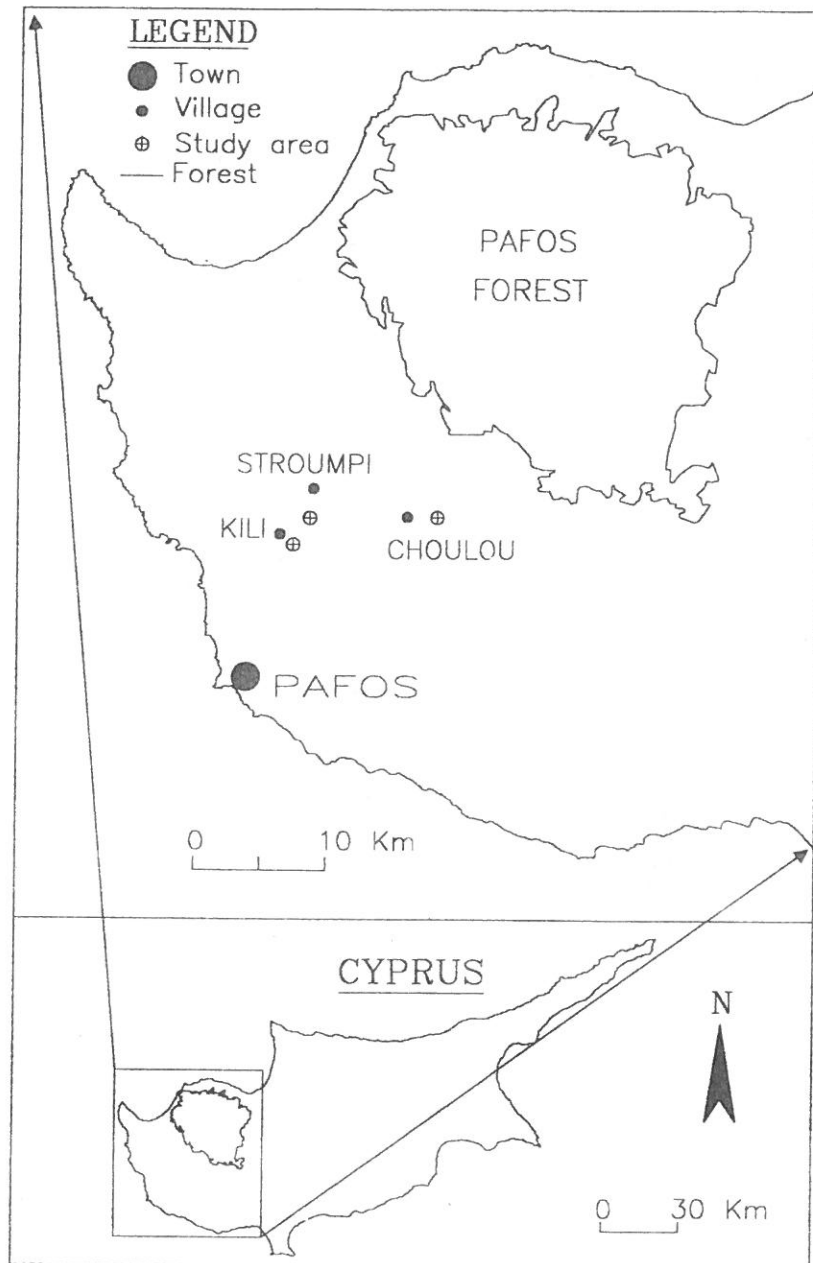 LEGEND
Town
Village
Study area
Forest
PAFOS
FOREST
STROUMPI
KILI
CHOULOU
PAFOS
0 10 Km
CYPRUS
N
0 30 Km